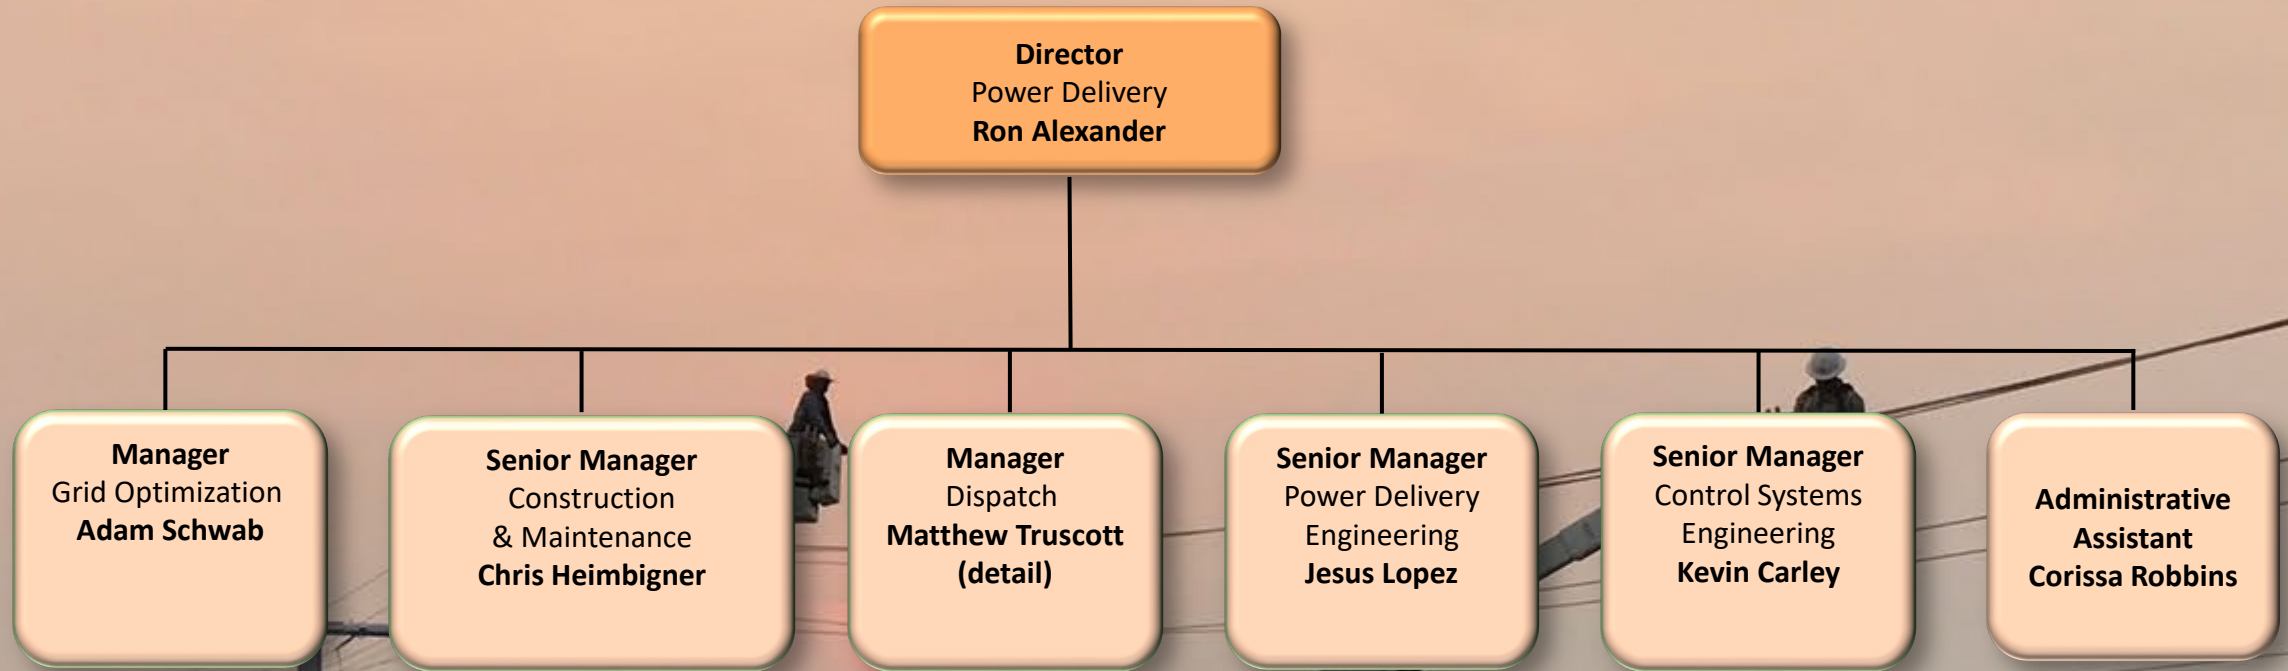 Director
Power Delivery
Ron Alexander
Manager
Grid Optimization
Adam Schwab
Senior Manager
Construction
& Maintenance
Chris Heimbigner
Manager
Dispatch
Matthew Truscott
(detail)
Senior Manager
Power Delivery
Engineering
Jesus Lopez
Senior Manager
Control Systems
Engineering
Kevin Carley
Administrative
Assistant
Corissa Robbins